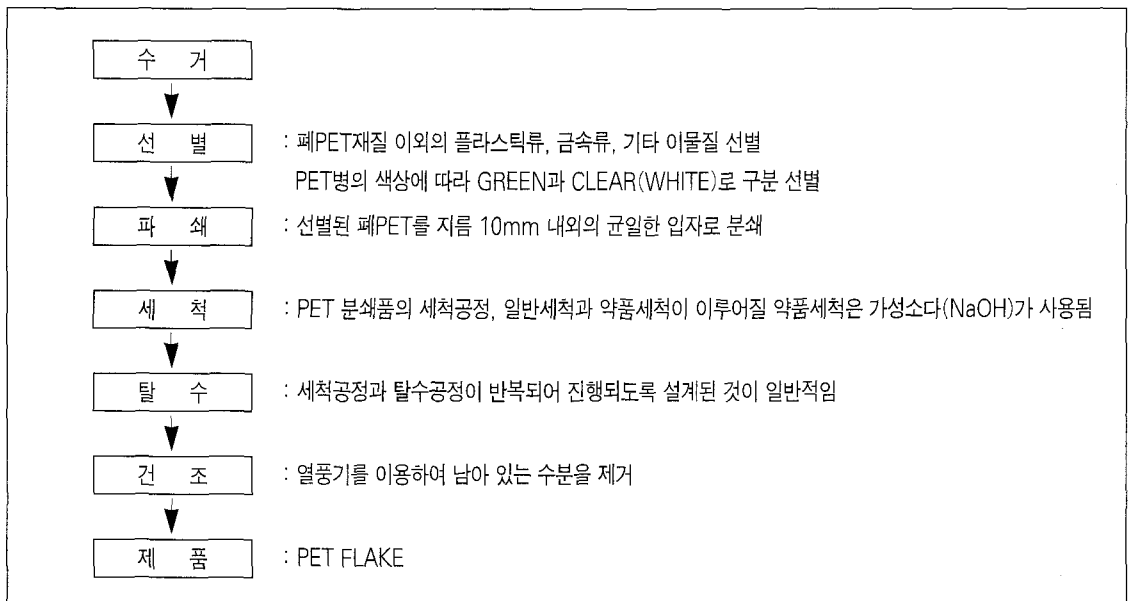 수 거
선 별 : 폐PET재질 이외의 플라스틱류, 금속류, 기타 이물질 선별
PET병의 색상에 따라 GREEN과 CLEAR(WHITE)로 구분 선별
파 쇄 : 선별된 폐PET를 지름 10mm 내외의 균일한 입자로 분쇄
세 척 : PET 분쇄품의 세척공정, 일반세척과 약품세척이 이루어질 약품세척은 가성소다(NaOH)가 사용됨
탈 수 : 세척공정과 탈수공정이 반복되어 진행되도록 설계된 것이 일반적임
건 조 : 열풍기를 이용하여 남아 있는 수분을 제거
제 품 : PET FLAKE